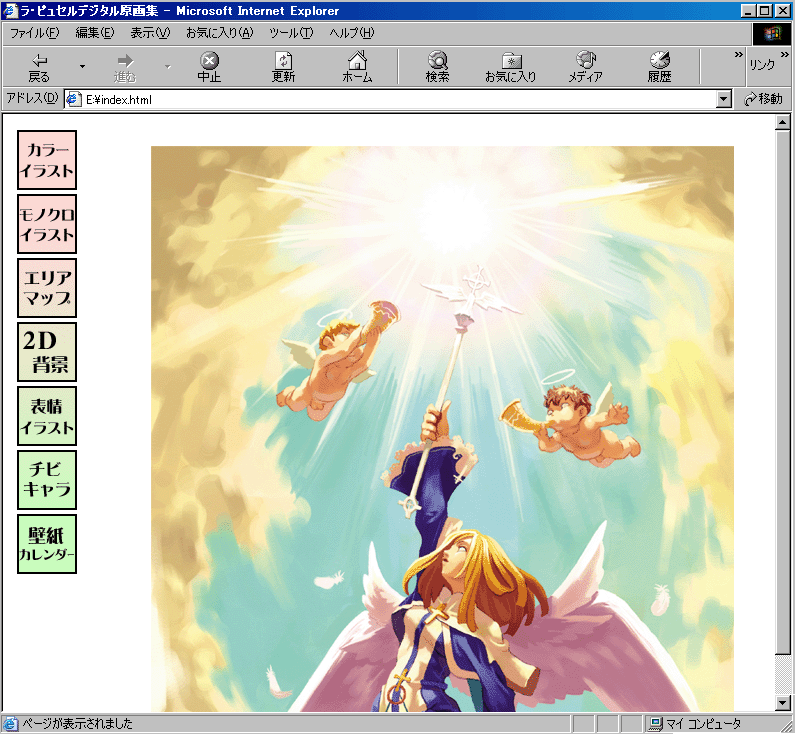 ラ・ピュセルデジタル原画集 - Microsoft Internet Explorer
ファイル(F) 編集(E) 表示(V) お気に入り(A) ツール(T) ヘルプ(H)
戻る 進む 中止 更新 ホーム 検索 お気に入り メディア 履歴 » リンク »
アドレス(D) E:¥index.html 移動
カラー
イラスト
モノクロ
イラスト
エリア
マップ
2D
背景
表情
イラスト
チビ
キャラ
壁紙
カレンダー
ページが表示されました マイ コンピュータ